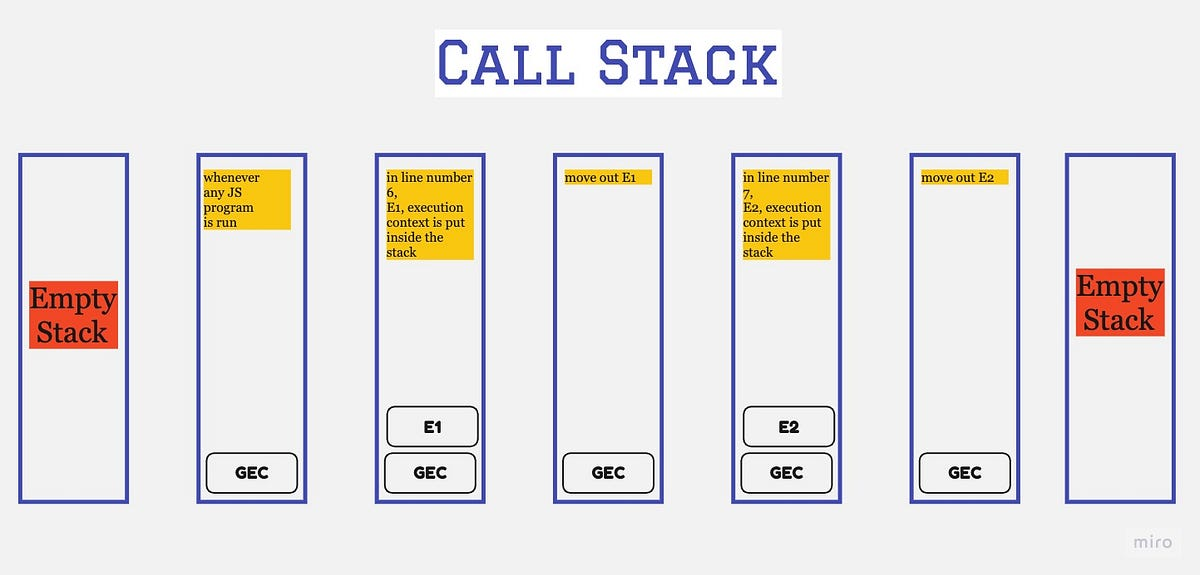 CALL STACK
Empty
Stack
whenever
any JS
program
is run
GEC
in line number
6,
E1, execution
context is put
inside the
stack
E1
GEC
move out E1
GEC
in line number
7,
E2, execution
context is put
inside the
stack
E2
GEC
move out E2
GEC
Empty
Stack
miro